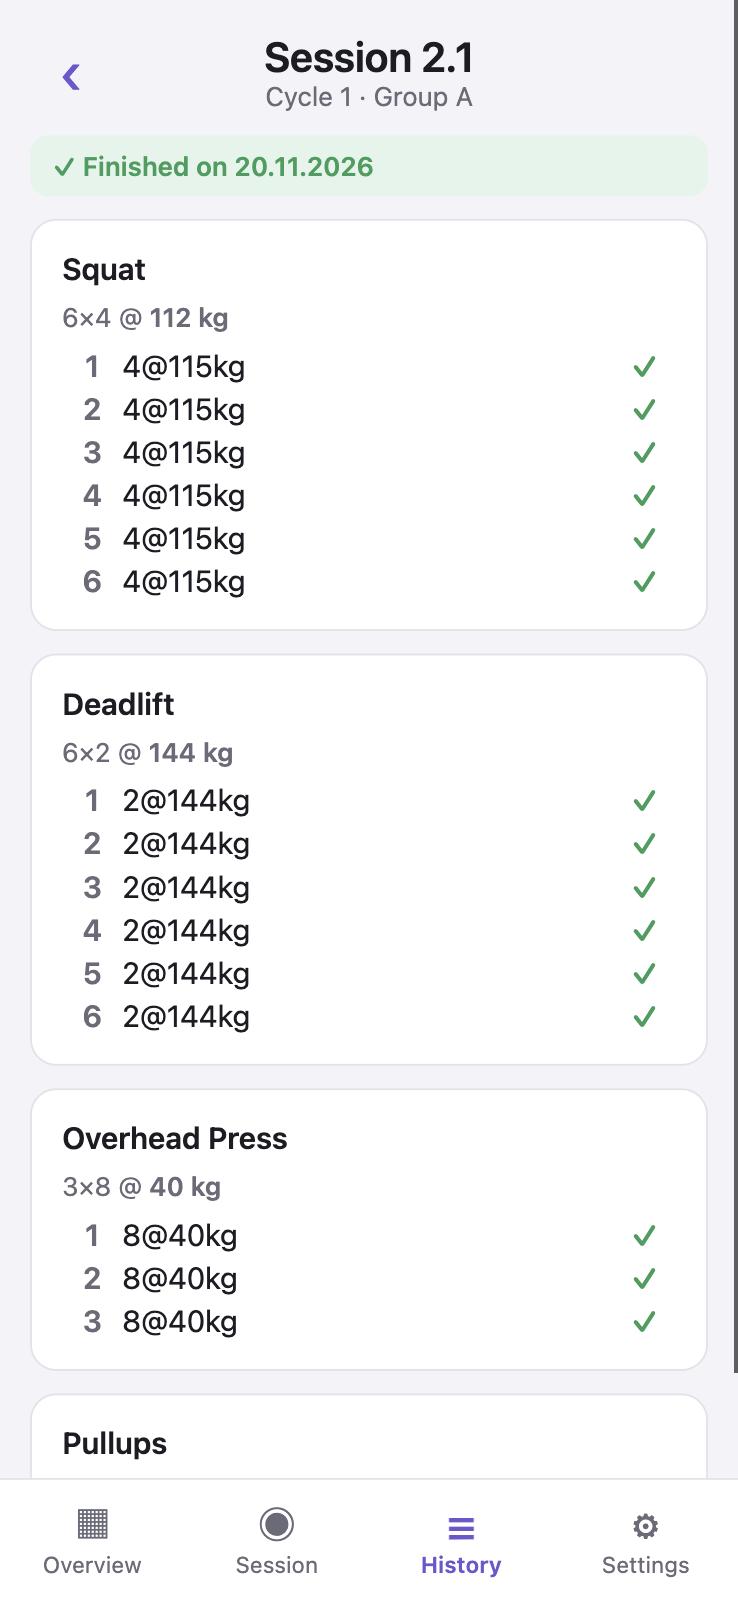 Session 2.1
Cycle 1 · Group A
✓ Finished on 20.11.2026
Squat
6×4 @ 112 kg
1 4@115kg ✓
2 4@115kg ✓
3 4@115kg ✓
4 4@115kg ✓
5 4@115kg ✓
6 4@115kg ✓
Deadlift
6×2 @ 144 kg
1 2@144kg ✓
2 2@144kg ✓
3 2@144kg ✓
4 2@144kg ✓
5 2@144kg ✓
6 2@144kg ✓
Overhead Press
3×8 @ 40 kg
1 8@40kg ✓
2 8@40kg ✓
3 8@40kg ✓
Pullups
Overview Session History Settings